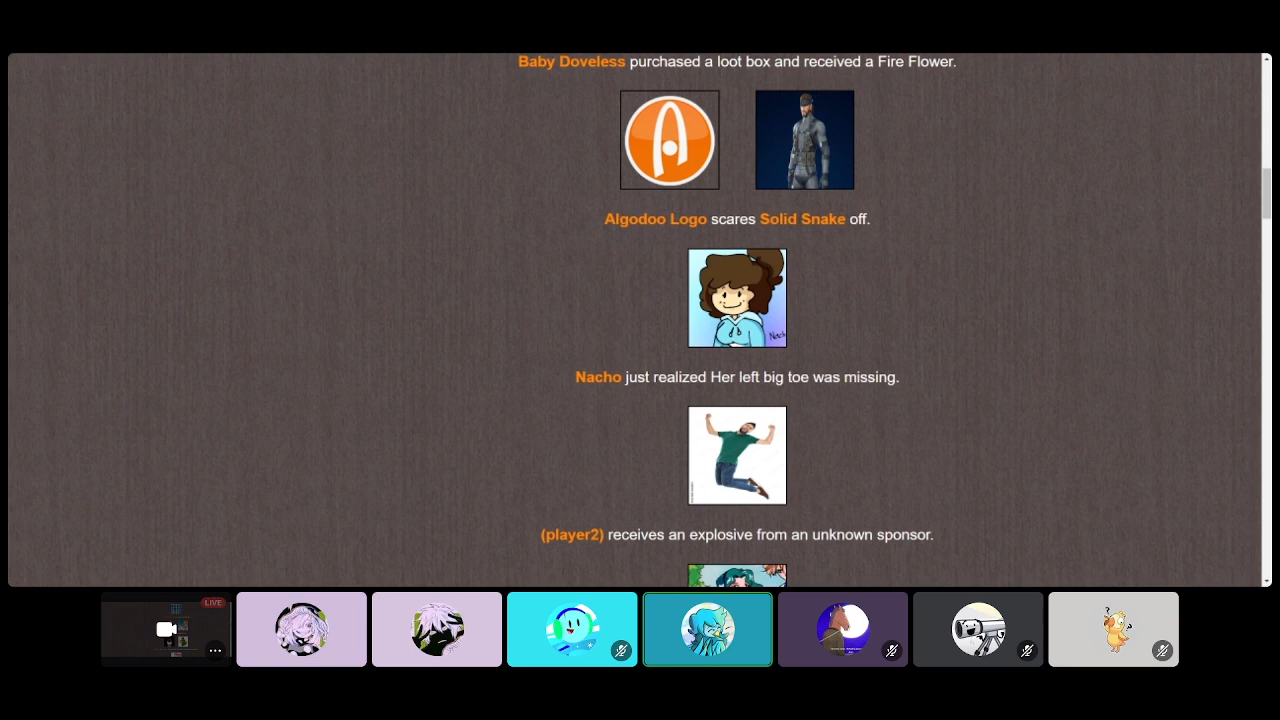 Baby Doveless purchased a loot box and received a Fire Flower.
Algodoo Logo scares Solid Snake off.
Nacho just realized Her left big toe was missing.
(player2) receives an explosive from an unknown sponsor.
LIVE